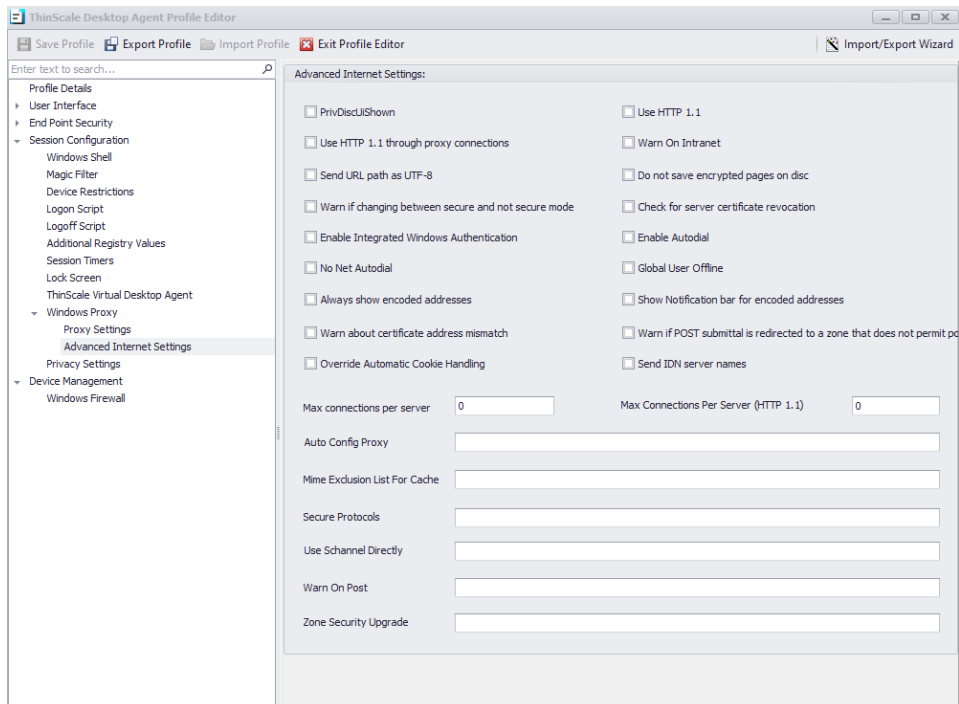 ThinScale Desktop Agent Profile Editor
Save Profile Export Profile Import Profile Exit Profile Editor Import/Export Wizard
Enter text to search...
Profile Details
User Interface
End Point Security
Session Configuration
Windows Shell
Magic Filter
Device Restrictions
Logon Script
Logoff Script
Additional Registry Values
Session Timers
Lock Screen
ThinScale Virtual Desktop Agent
Windows Proxy
Proxy Settings
Advanced Internet Settings
Privacy Settings
Device Management
Windows Firewall
Advanced Internet Settings:
PrivDiscUiShown Use HTTP 1.1
Use HTTP 1.1 through proxy connections Warn On Intranet
Send URL path as UTF-8 Do not save encrypted pages on disc
Warn if changing between secure and not secure mode Check for server certificate revocation
Enable Integrated Windows Authentication Enable Autodial
No Net Autodial Global User Offline
Always show encoded addresses Show Notification bar for encoded addresses
Warn about certificate address mismatch Warn if POST submittal is redirected to a zone that does not permit po
Override Automatic Cookie Handling Send IDN server names
Max connections per server 0 Max Connections Per Server (HTTP 1.1) 0
Auto Config Proxy
Mime Exclusion List For Cache
Secure Protocols
Use Schannel Directly
Warn On Post
Zone Security Upgrade